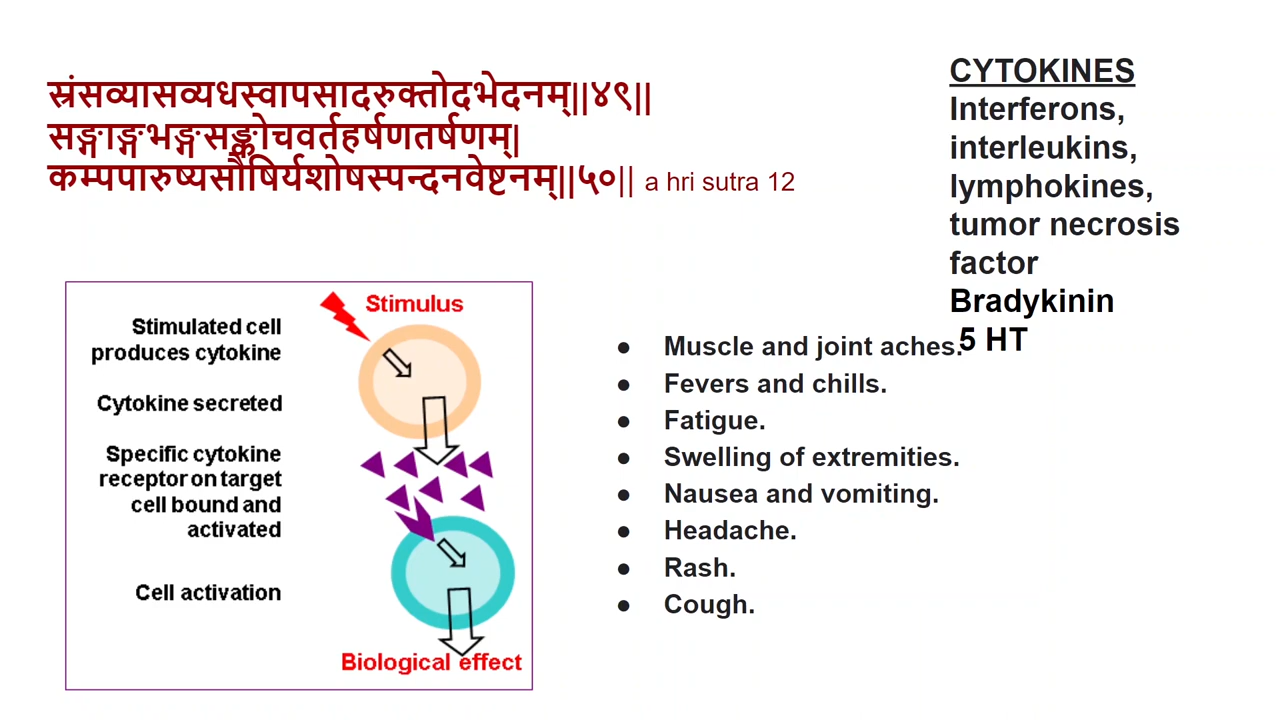 स्रंसव्यासव्यधस्वापसादरुक्तोदभेदनम्||४९||
सङ्गाङ्गभङ्गसङ्कोचवर्तहर्षणतर्षणम्|
कम्पपारुष्यसौषिर्यशोषस्पन्दनवेष्टनम्||५०|| a hri sutra 12
CYTOKINES
Interferons,
interleukins,
lymphokines,
tumor necrosis
factor
Bradykinin
5 HT
Stimulus
Stimulated cell
produces cytokine
Cytokine secreted
Specific cytokine
receptor on target
cell bound and
activated
Cell activation
Biological effect
● Muscle and joint aches.
● Fevers and chills.
● Fatigue.
● Swelling of extremities.
● Nausea and vomiting.
● Headache.
● Rash.
● Cough.